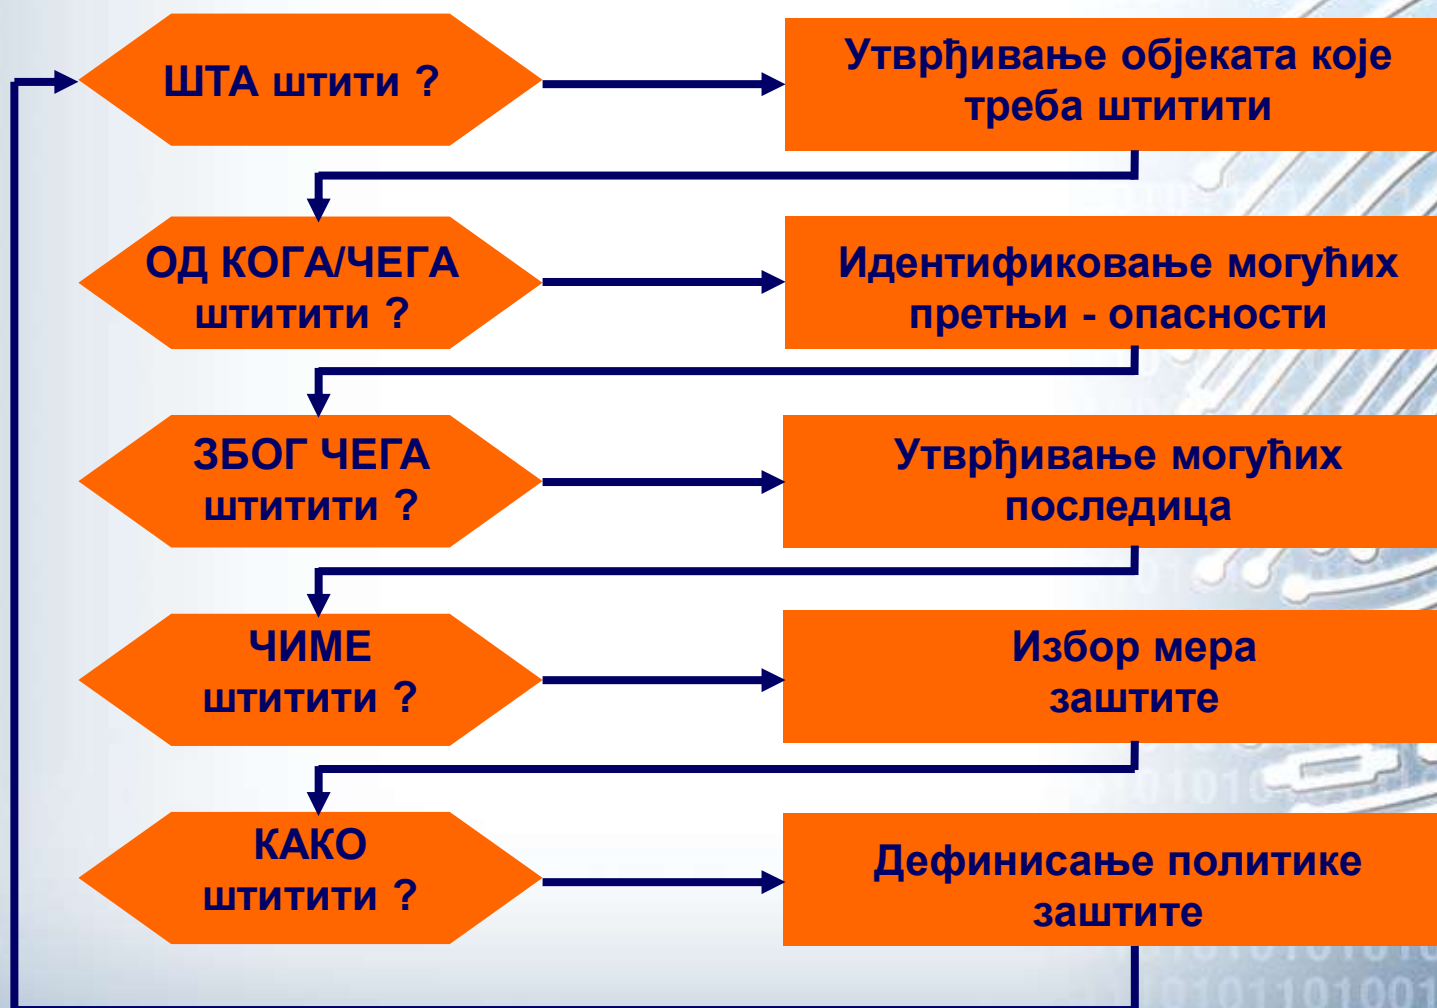 ШТА штити ?
Утврђивање објеката које
треба штитити
ОД КОГА/ЧЕГА
штитити ?
Идентификовање могућих
претњи - опасности
ЗБОГ ЧЕГА
штитити ?
Утврђивање могућих
последица
ЧИМЕ
штитити ?
Избор мера
заштите
КАКО
штитити ?
Дефинисање политике
заштите